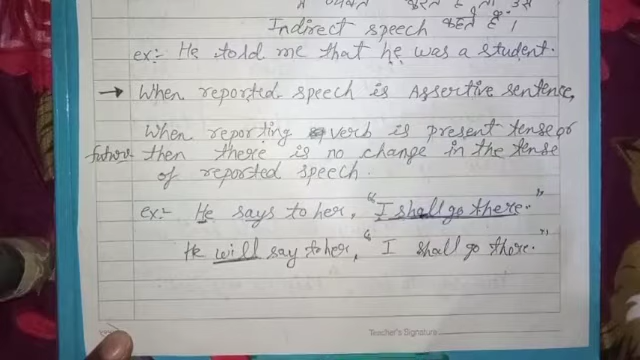 Indirect speech कहते हैं।
ex:- He told me that he was a student.
→ When reported speech is Assertive sentence,
When reporting verb is present tense or
future then there is no change in the tense
of reported speech.
ex:- He says to her, "I shall go there."
He will say to her, "I shall go there."
Teacher's Signature